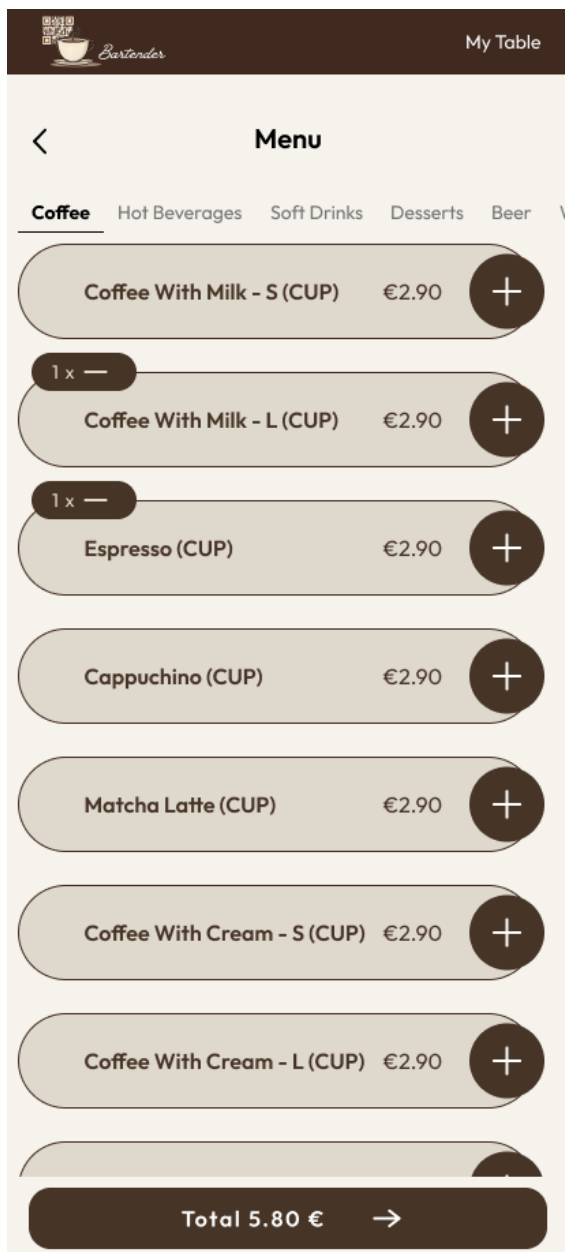 Bartender
My Table
Menu
Coffee Hot Beverages Soft Drinks Desserts Beer
Coffee With Milk - S (CUP) €2.90
1 x
Coffee With Milk - L (CUP) €2.90
1 x
Espresso (CUP) €2.90
Cappuchino (CUP) €2.90
Matcha Latte (CUP) €2.90
Coffee With Cream - S (CUP) €2.90
Coffee With Cream - L (CUP) €2.90
Total 5.80 €